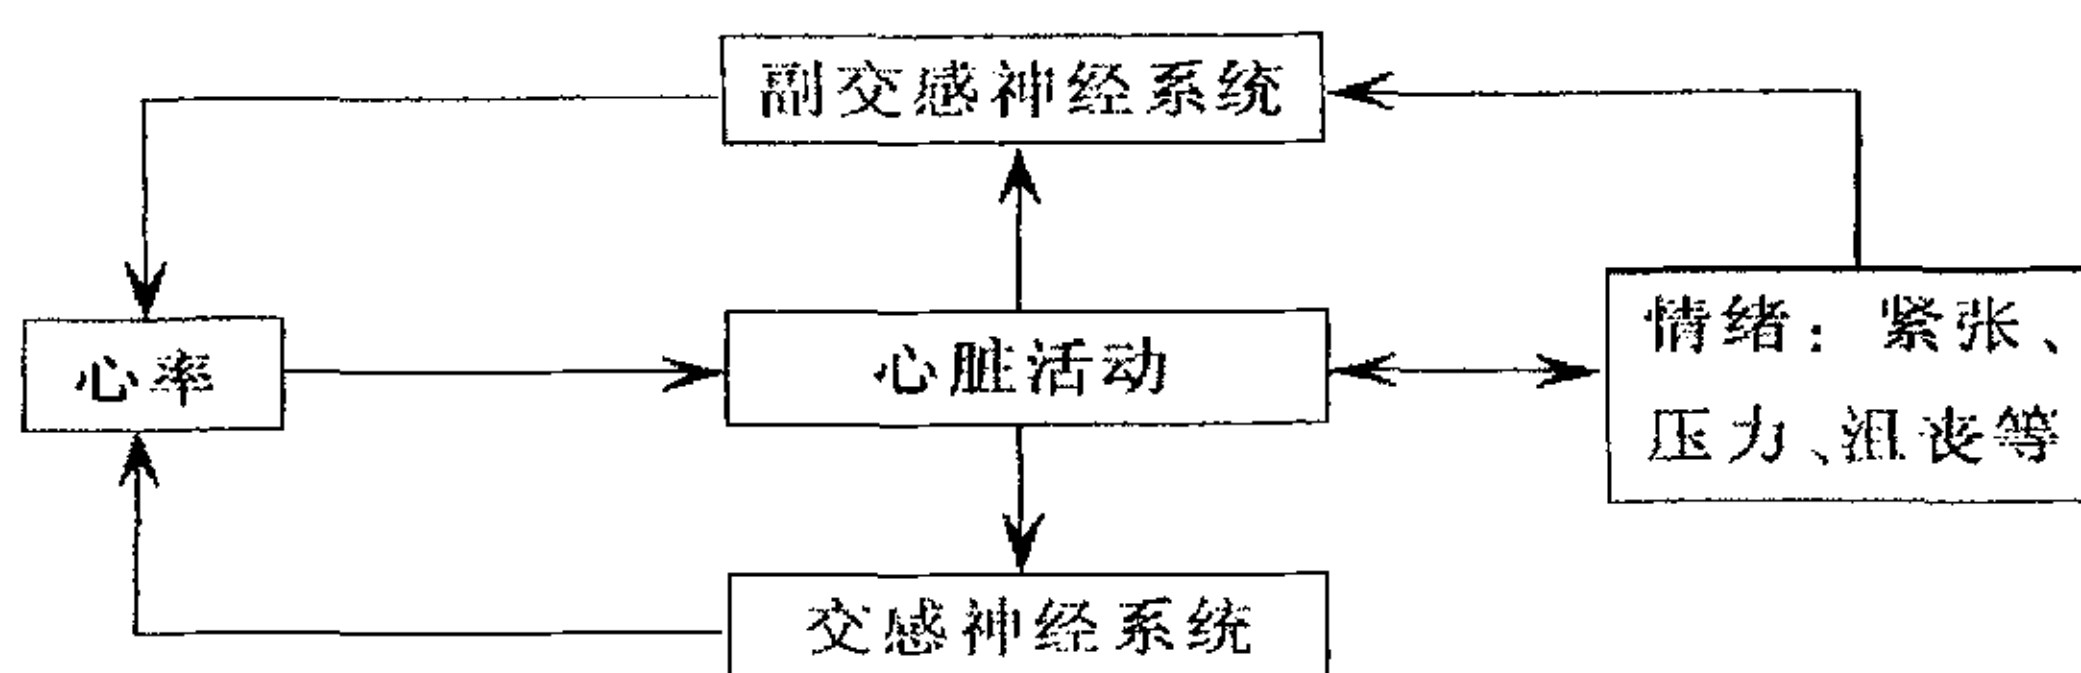 副交感神经系统
心率
心脏活动
情绪：紧张、
压力、沮丧等
交感神经系统